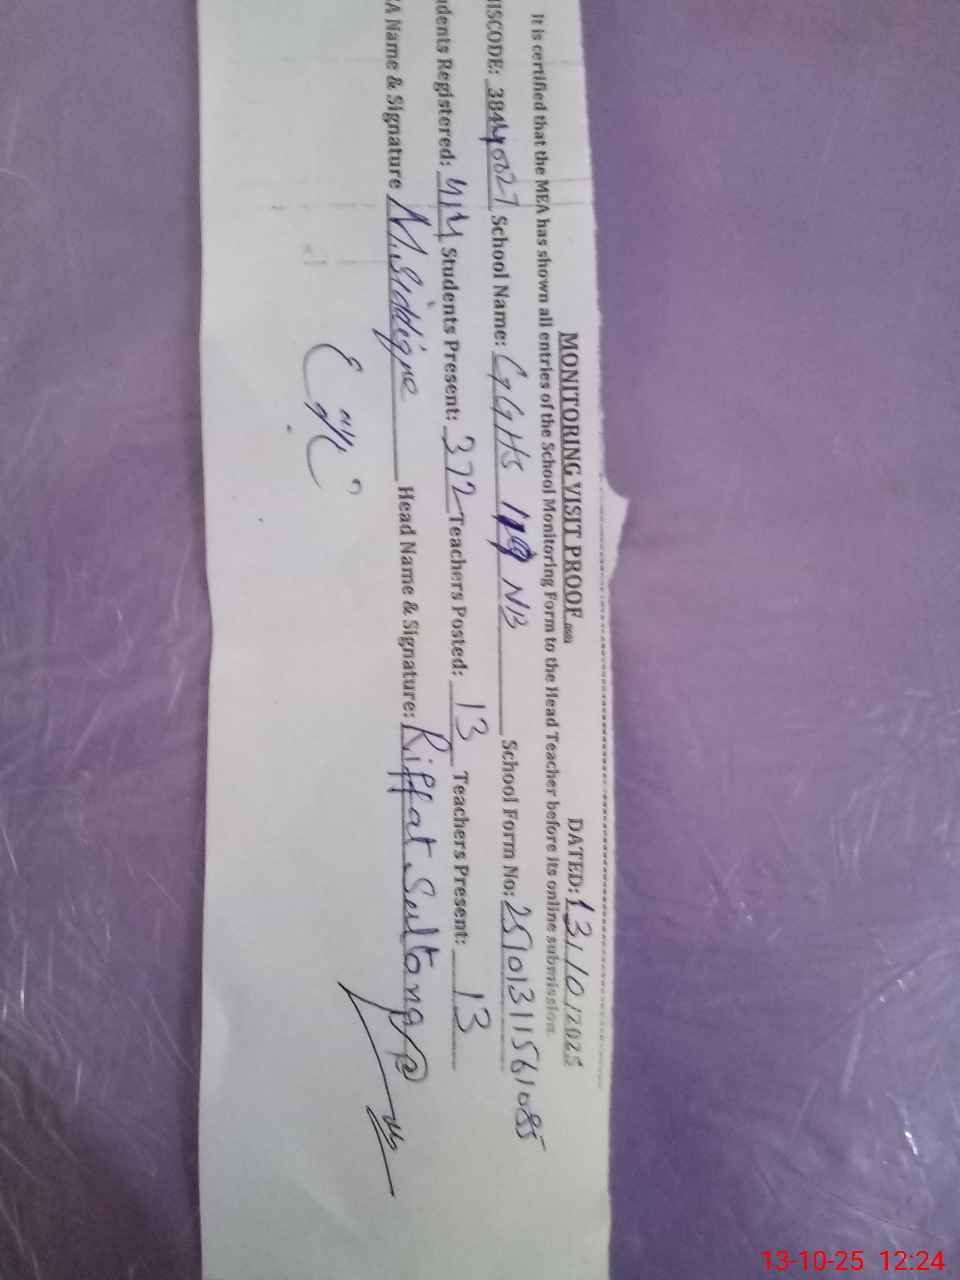 MONITORING VISIT PROOF DATED: 13/10/2025
It is certified that the MEA has shown all entries of the School Monitoring Form to the Head Teacher before its online submission.
ISCODE: 38440027 School Name: GGHS 119 NB School Form No: 25101311561085
dents Registered: 414 Students Present: 372 Teachers Posted: 13 Teachers Present: 13
A Name & Signature M.Siddique Head Name & Signature: Riffat Sultana
13-10-25 12:24